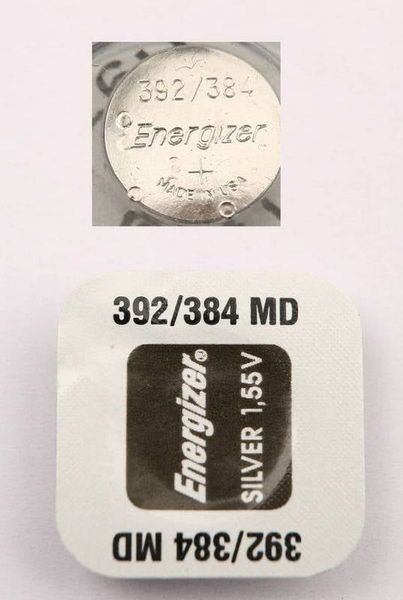 392/384
Energizer
+
MADE IN USA
392/384 MD
Energizer®
SILVER 1,55V
392/384 MD